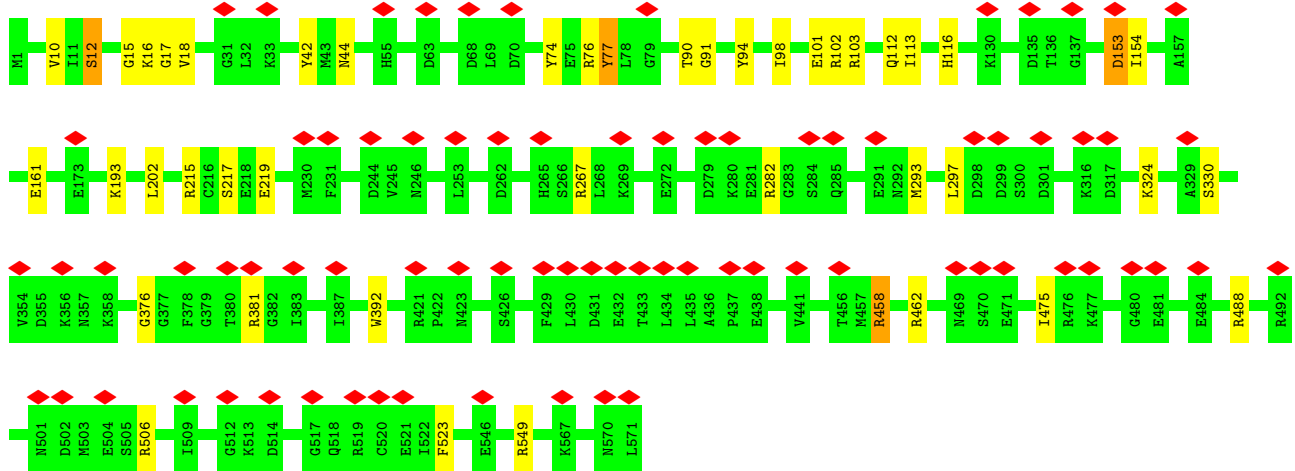 M1 V10 I11 S12 G15 K16 G17 V18 G31 L32 K33 Y42 M43 N44 H55 D63 D68 L69 D70 Y74 E75 R76 Y77 L78 G79 T90 G91 Y94 I98 E101 R102 R103 Q112 I113 H116 K130 D135 T136 G137 D153 I154 A157
E161 E173 K193 L202 R215 C216 S217 E218 E219 M230 F231 D244 V245 N246 L253 D262 H265 S266 R267 L268 K269 E272 D279 K280 E281 R282 G283 S284 Q285 E291 N292 M293 L297 D298 D299 S300 D301 K316 D317 K324 A329 S330
V354 D355 K356 N357 K358 G376 G377 F378 G379 T380 R381 G382 I383 I387 W392 R421 P422 N423 S426 F429 L430 D431 E432 T433 L434 L435 A436 P437 E438 V441 T456 M457 R458 R462 N469 S470 E471 I475 R476 K477 G480 E481 E484 R488 R492
N501 D502 M503 E504 S505 R506 I509 G512 K513 D514 G517 Q518 R519 C520 E521 I522 F523 E546 R549 K567 N570 L571